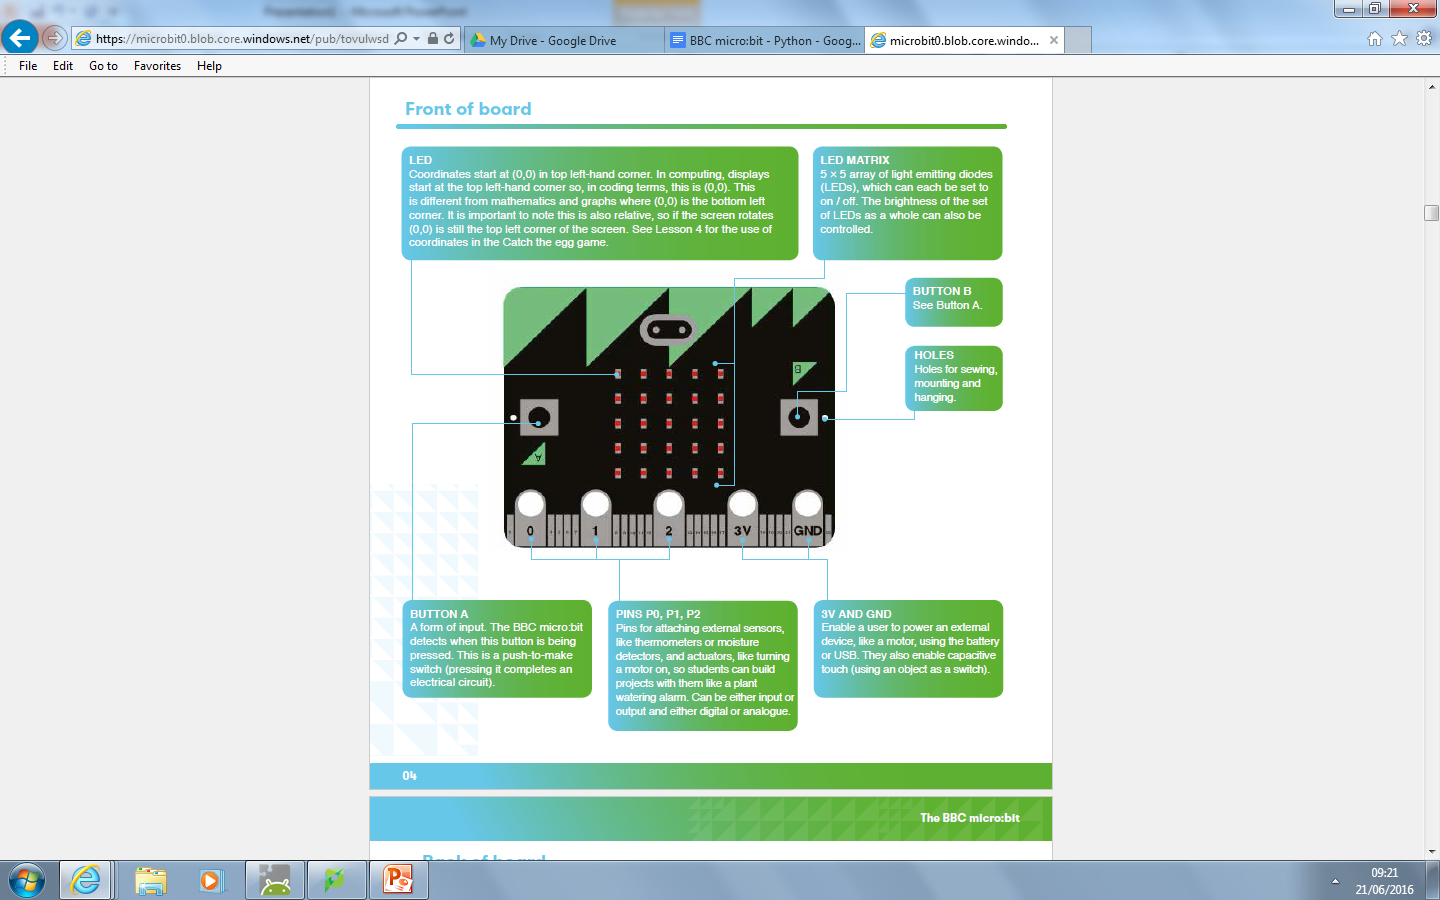 Presentation1 - Microsoft PowerPoint
https://microbit0.blob.core.windows.net/pub/tovulwsd
My Drive - Google Drive
BBC micro:bit - Python - Goog...
microbit0.blob.core.windo...
File Edit Go to Favorites Help
Front of board
LED
Coordinates start at (0,0) in top left-hand corner. In computing, displays
start at the top left-hand corner so, in coding terms, this is (0,0). This
is different from mathematics and graphs where (0,0) is the bottom left
corner. It is important to note this is also relative, so if the screen rotates
(0,0) is still the top left corner of the screen. See Lesson 4 for the use of
coordinates in the Catch the egg game.
LED MATRIX
5 × 5 array of light emitting diodes
(LEDs), which can each be set to
on / off. The brightness of the set
of LEDs as a whole can also be
controlled.
BUTTON B
See Button A.
HOLES
Holes for sewing,
mounting and
hanging.
B
A
0 1 2 3V GND
BUTTON A
A form of input. The BBC micro:bit
detects when this button is being
pressed. This is a push-to-make
switch (pressing it completes an
electrical circuit).
PINS P0, P1, P2
Pins for attaching external sensors,
like thermometers or moisture
detectors, and actuators, like turning
a motor on, so students can build
projects with them like a plant
watering alarm. Can be either input or
output and either digital or analogue.
3V AND GND
Enable a user to power an external
device, like a motor, using the battery
or USB. They also enable capacitive
touch (using an object as a switch).
04
The BBC micro:bit
Back of board
09:21
21/06/2016